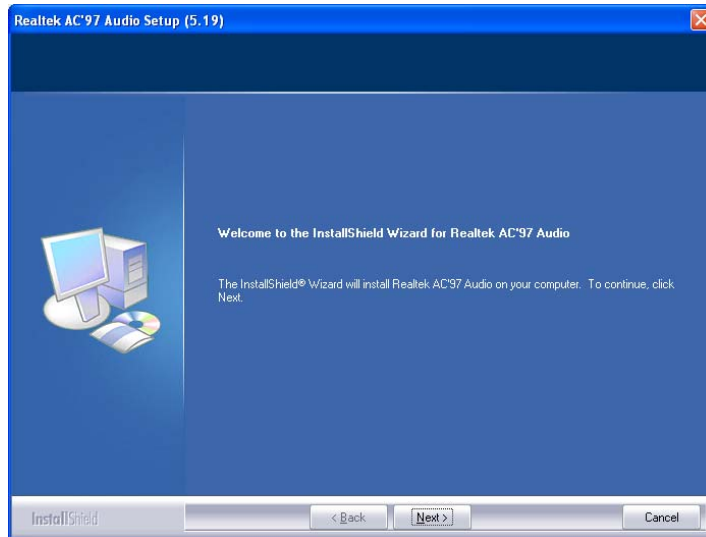 Realtek AC'97 Audio Setup (5.19)
Welcome to the InstallShield Wizard for Realtek AC'97 Audio
The InstallShield® Wizard will install Realtek AC'97 Audio on your computer. To continue, click
Next.
InstallShield
< Back
Next >
Cancel